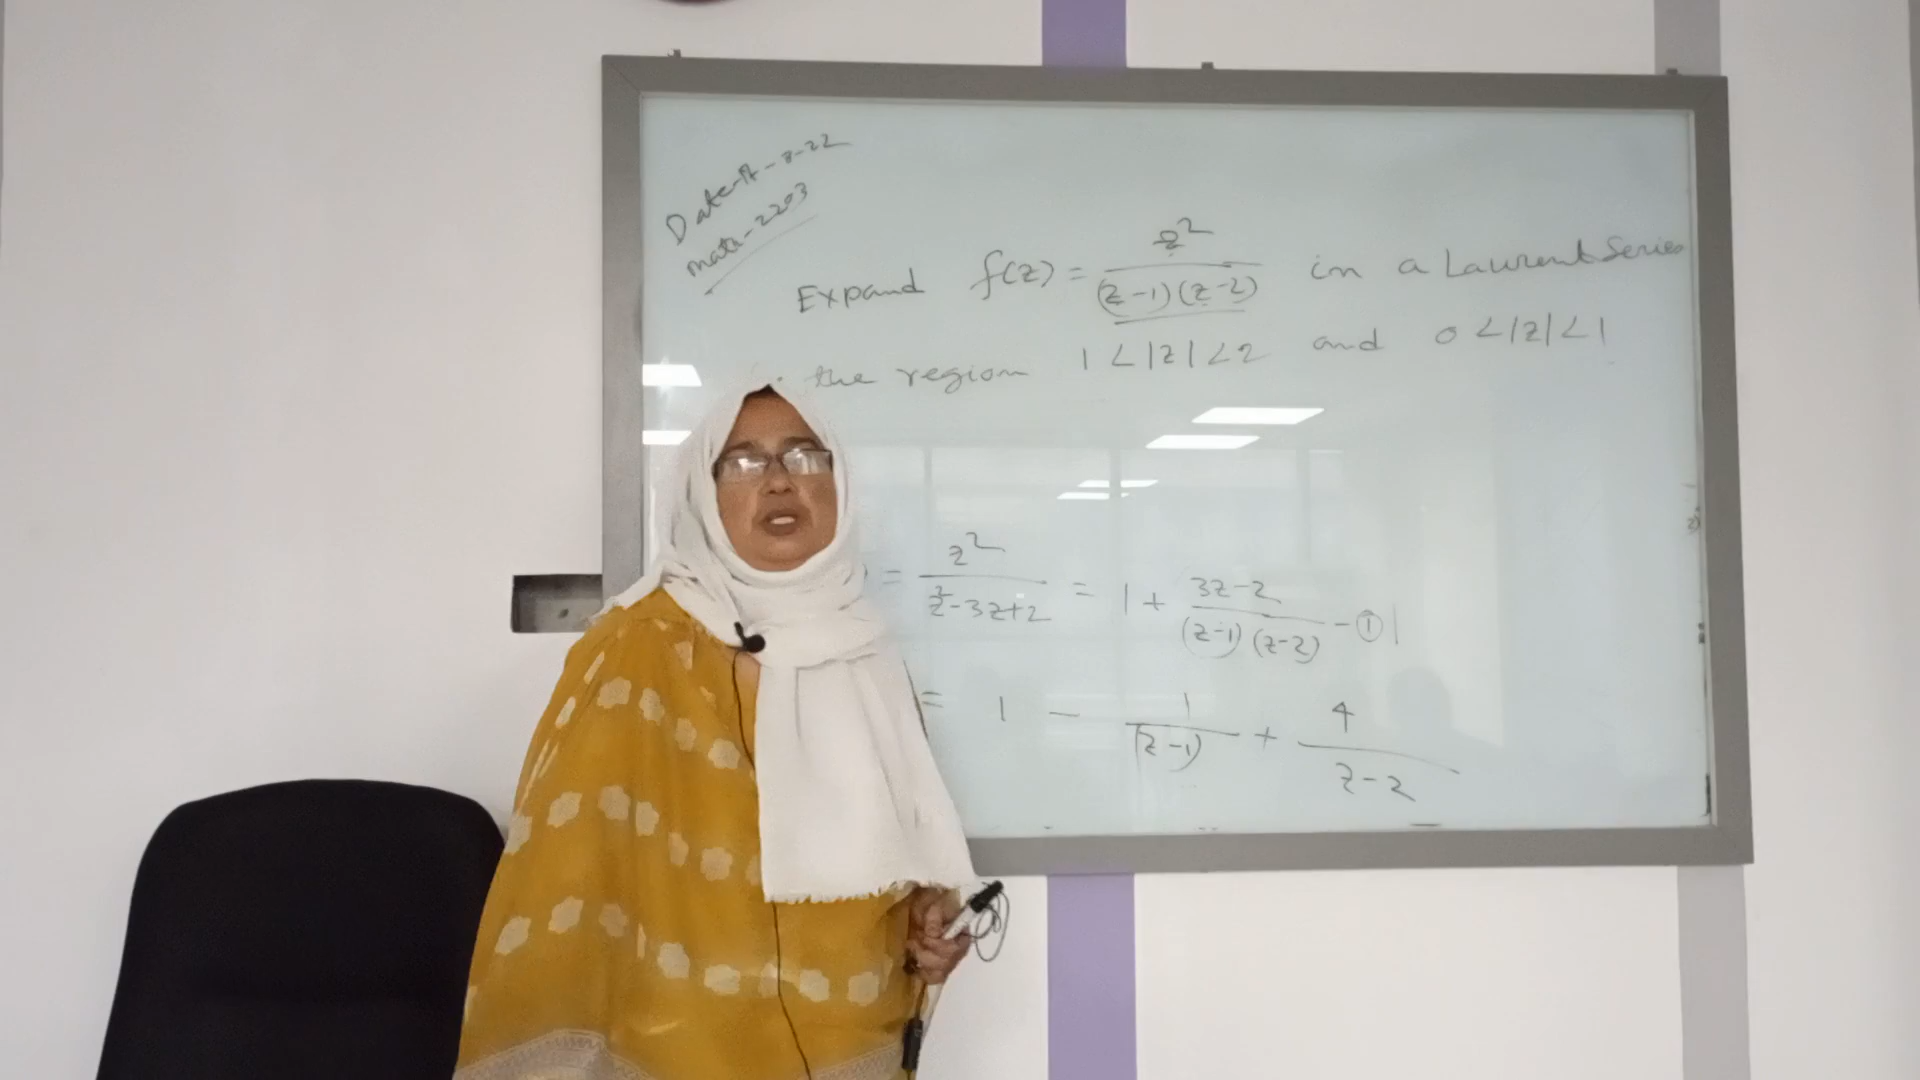 Date-17-8-22
math-2203
Expand f(z) = z²/(z-1)(z-2) in a Laurent Series
the region 1<|z|<2 and 0<|z|<1
= z²/z²-3z+2 = 1 + 3z-2/(z-1)(z-2) - ①
= 1 - 1/(z-1) + 4/z-2